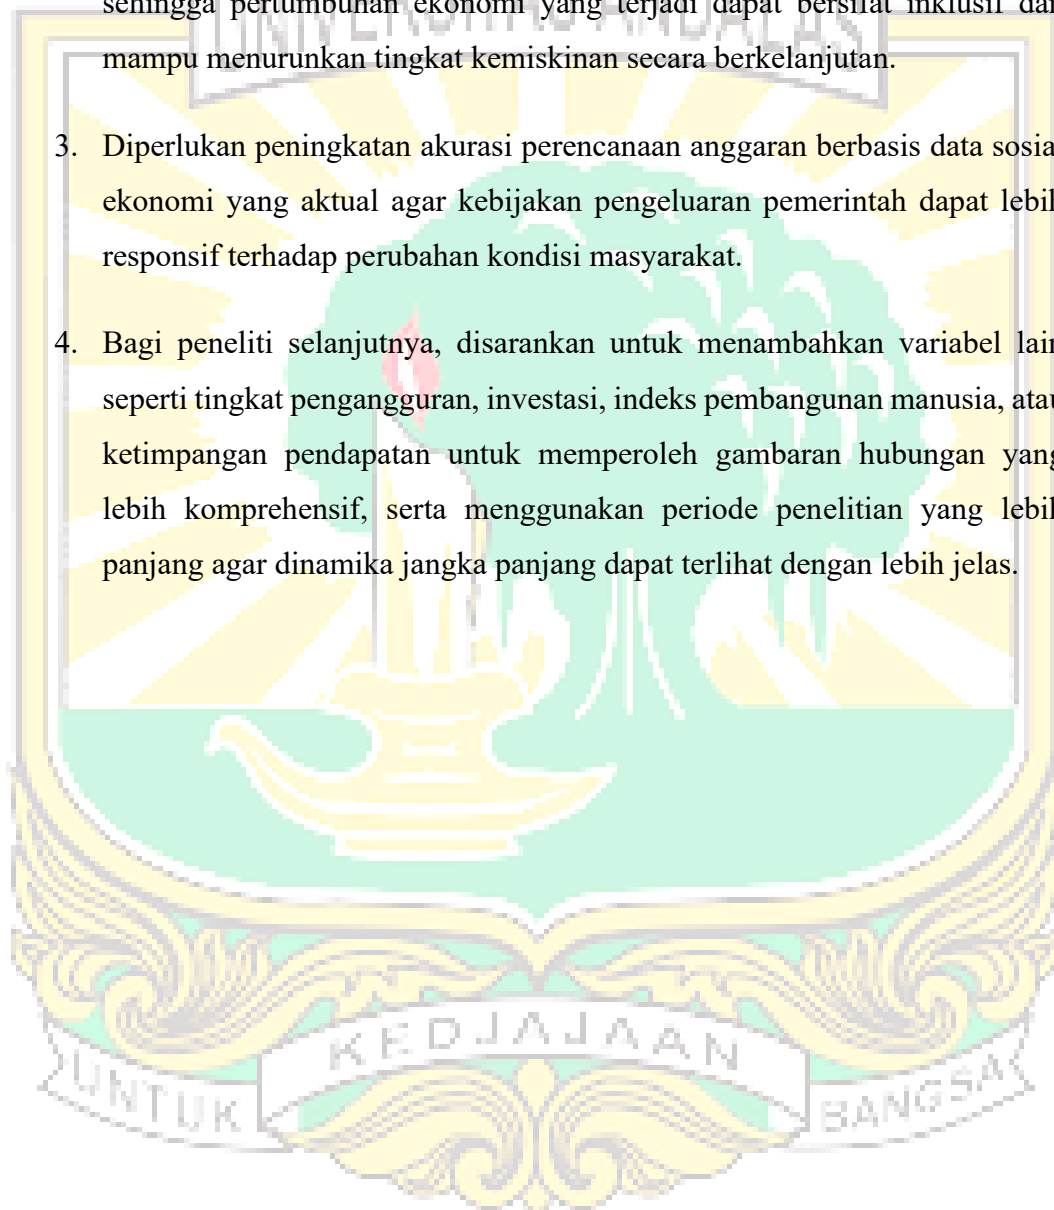 sehingga pertumbuhan ekonomi yang terjadi dapat bersifat inklusif dan
UNIVERSITAS ANDALAS
mampu menurunkan tingkat kemiskinan secara berkelanjutan.
3. Diperlukan peningkatan akurasi perencanaan anggaran berbasis data sosial
ekonomi yang aktual agar kebijakan pengeluaran pemerintah dapat lebih
responsif terhadap perubahan kondisi masyarakat.
4. Bagi peneliti selanjutnya, disarankan untuk menambahkan variabel lain
seperti tingkat pengangguran, investasi, indeks pembangunan manusia, atau
ketimpangan pendapatan untuk memperoleh gambaran hubungan yang
lebih komprehensif, serta menggunakan periode penelitian yang lebih
panjang agar dinamika jangka panjang dapat terlihat dengan lebih jelas.
UNTUK KEDJAJAAN BANGSA